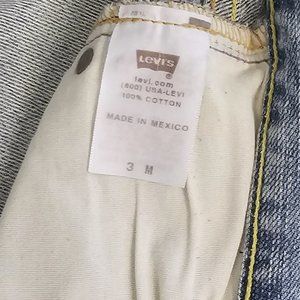 LEVI'S
®
levi.com
(800) USA-LEVI
100% COTTON
MADE IN MEXICO
3 M